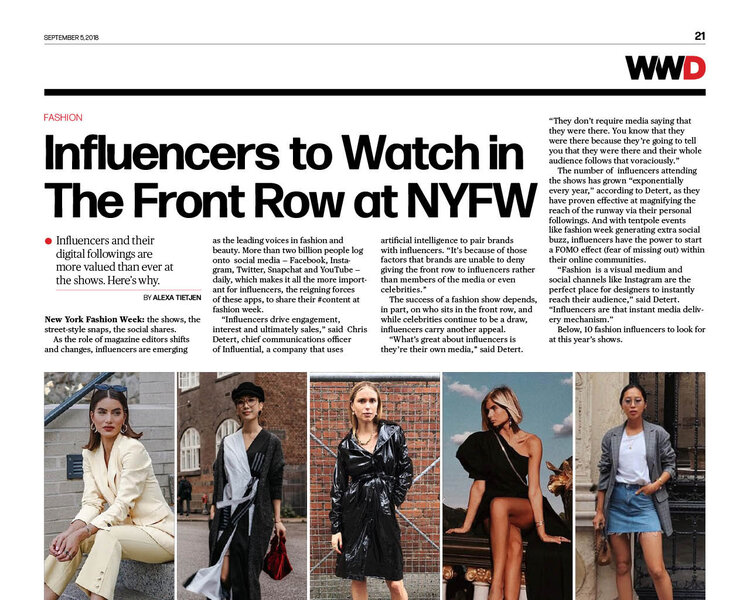 SEPTEMBER 5, 2018
21
WWD
FASHION
Influencers to Watch in
The Front Row at NYFW
● Influencers and their
digital followings are
more valued than ever at
the shows. Here's why.
BY ALEXA TIETJEN
New York Fashion Week: the shows, the
street-style snaps, the social shares.
As the role of magazine editors shifts
and changes, influencers are emerging
as the leading voices in fashion and
beauty. More than two billion people log
onto social media — Facebook, Insta-
gram, Twitter, Snapchat and YouTube —
daily, which makes it all the more import-
ant for influencers, the reigning forces
of these apps, to share their #content at
fashion week.
"Influencers drive engagement,
interest and ultimately sales," said Chris
Detert, chief communications officer
of Influential, a company that uses
artificial intelligence to pair brands
with influencers. "It's because of those
factors that brands are unable to deny
giving the front row to influencers rather
than members of the media or even
celebrities."
The success of a fashion show depends,
in part, on who sits in the front row, and
while celebrities continue to be a draw,
influencers carry another appeal.
"What's great about influencers is
they're their own media," said Detert.
"They don't require media saying that
they were there. You know that they
were there because they're going to tell
you that they were there and their whole
audience follows that voraciously."
The number of influencers attending
the shows has grown "exponentially
every year," according to Detert, as they
have proven effective at magnifying the
reach of the runway via their personal
followings. And with tentpole events
like fashion week generating extra social
buzz, influencers have the power to start
a FOMO effect (fear of missing out) within
their online communities.
"Fashion is a visual medium and
social channels like Instagram are the
perfect place for designers to instantly
reach their audience," said Detert.
"Influencers are that instant media deliv-
ery mechanism."
Below, 10 fashion influencers to look for
at this year's shows.